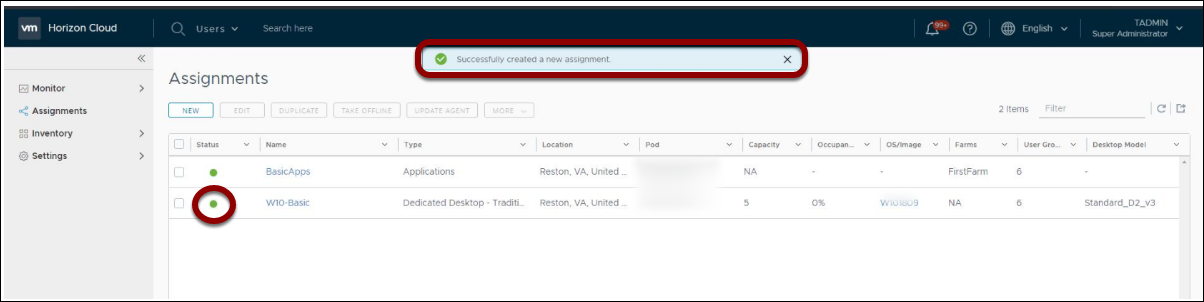 vm Horizon Cloud Users Search here 99+ English TADMIN
Super Administrator
Successfully created a new assignment.
Monitor
Assignments
Inventory
Settings
Assignments
NEW EDIT DUPLICATE TAKE OFFLINE UPDATE AGENT MORE 2 Items Filter
Status Name Type Location Pod Capacity Occupan... OS/Image Farms User Gro... Desktop Model
BasicApps Applications Reston, VA, United ... NA - - FirstFarm 6 -
W10-Basic Dedicated Desktop - Traditi... Reston, VA, United ... 5 0% W101809 NA 6 Standard_D2_v3